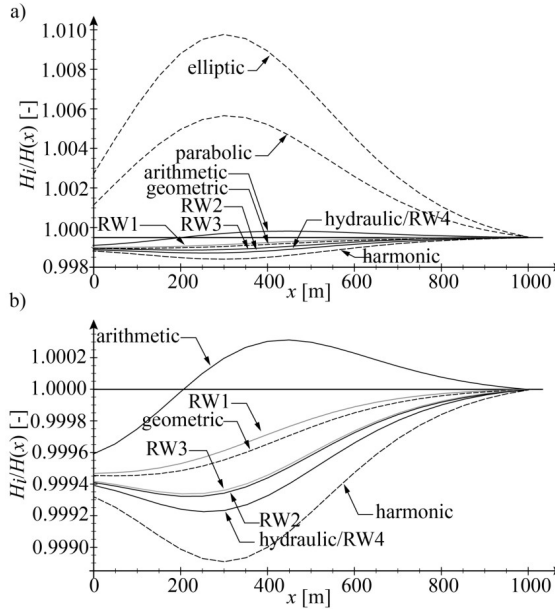 a)
1.010
1.008
1.006
1.004
1.002
1.000
0.998
Hi/H(x) [-]
elliptic
parabolic
arithmetic
geometric
RW2
RW1
RW3
hydraulic/RW4
harmonic
0 200 400 600 800 1000
x [m]
b)
1.0002
1.0000
0.9998
0.9996
0.9994
0.9992
0.9990
Hi/H(x) [-]
arithmetic
RW1
geometric
RW3
RW2
hydraulic/RW4
harmonic
0 200 400 600 800 1000
x [m]